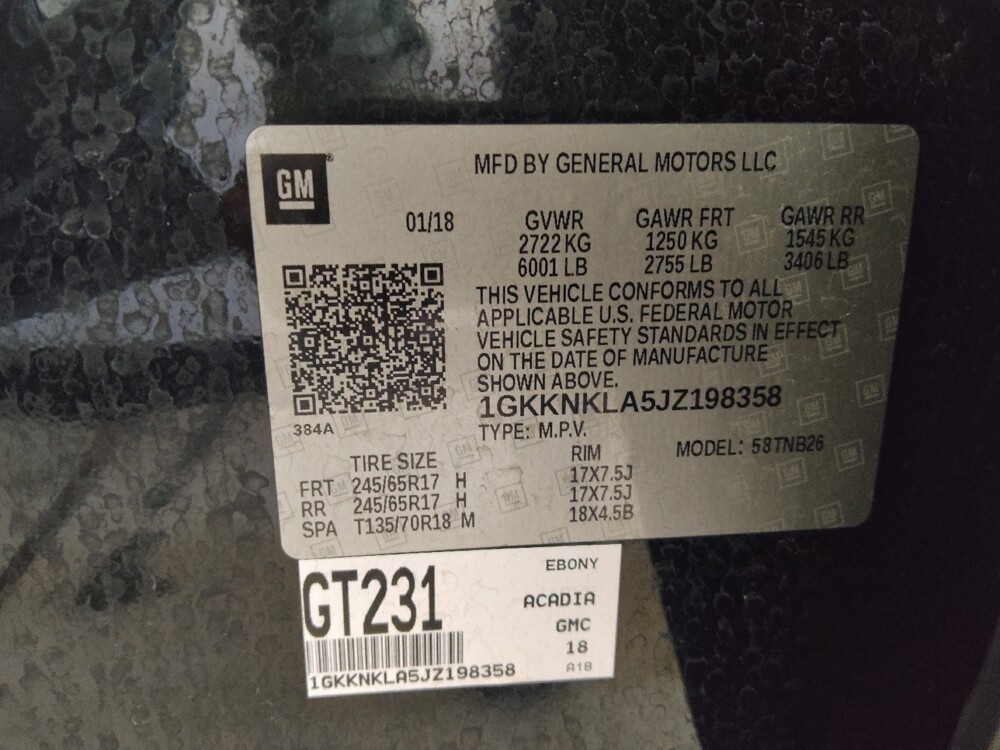 GM®
MFD BY GENERAL MOTORS LLC
01/18 GVWR GAWR FRT GAWR RR
2722 KG 1250 KG 1545 KG
6001 LB 2755 LB 3406 LB
THIS VEHICLE CONFORMS TO ALL
APPLICABLE U.S. FEDERAL MOTOR
VEHICLE SAFETY STANDARDS IN EFFECT
ON THE DATE OF MANUFACTURE
SHOWN ABOVE.
1GKKNKLA5JZ198358
384A
TYPE: M.P.V. MODEL: 58TNB26
TIRE SIZE RIM
FRT 245/65R17 H 17X7.5J
RR 245/65R17 H 17X7.5J
SPA T135/70R18 M 18X4.5B
GT231 EBONY
ACADIA
GMC
18
1GKKNKLA5JZ198358 A18